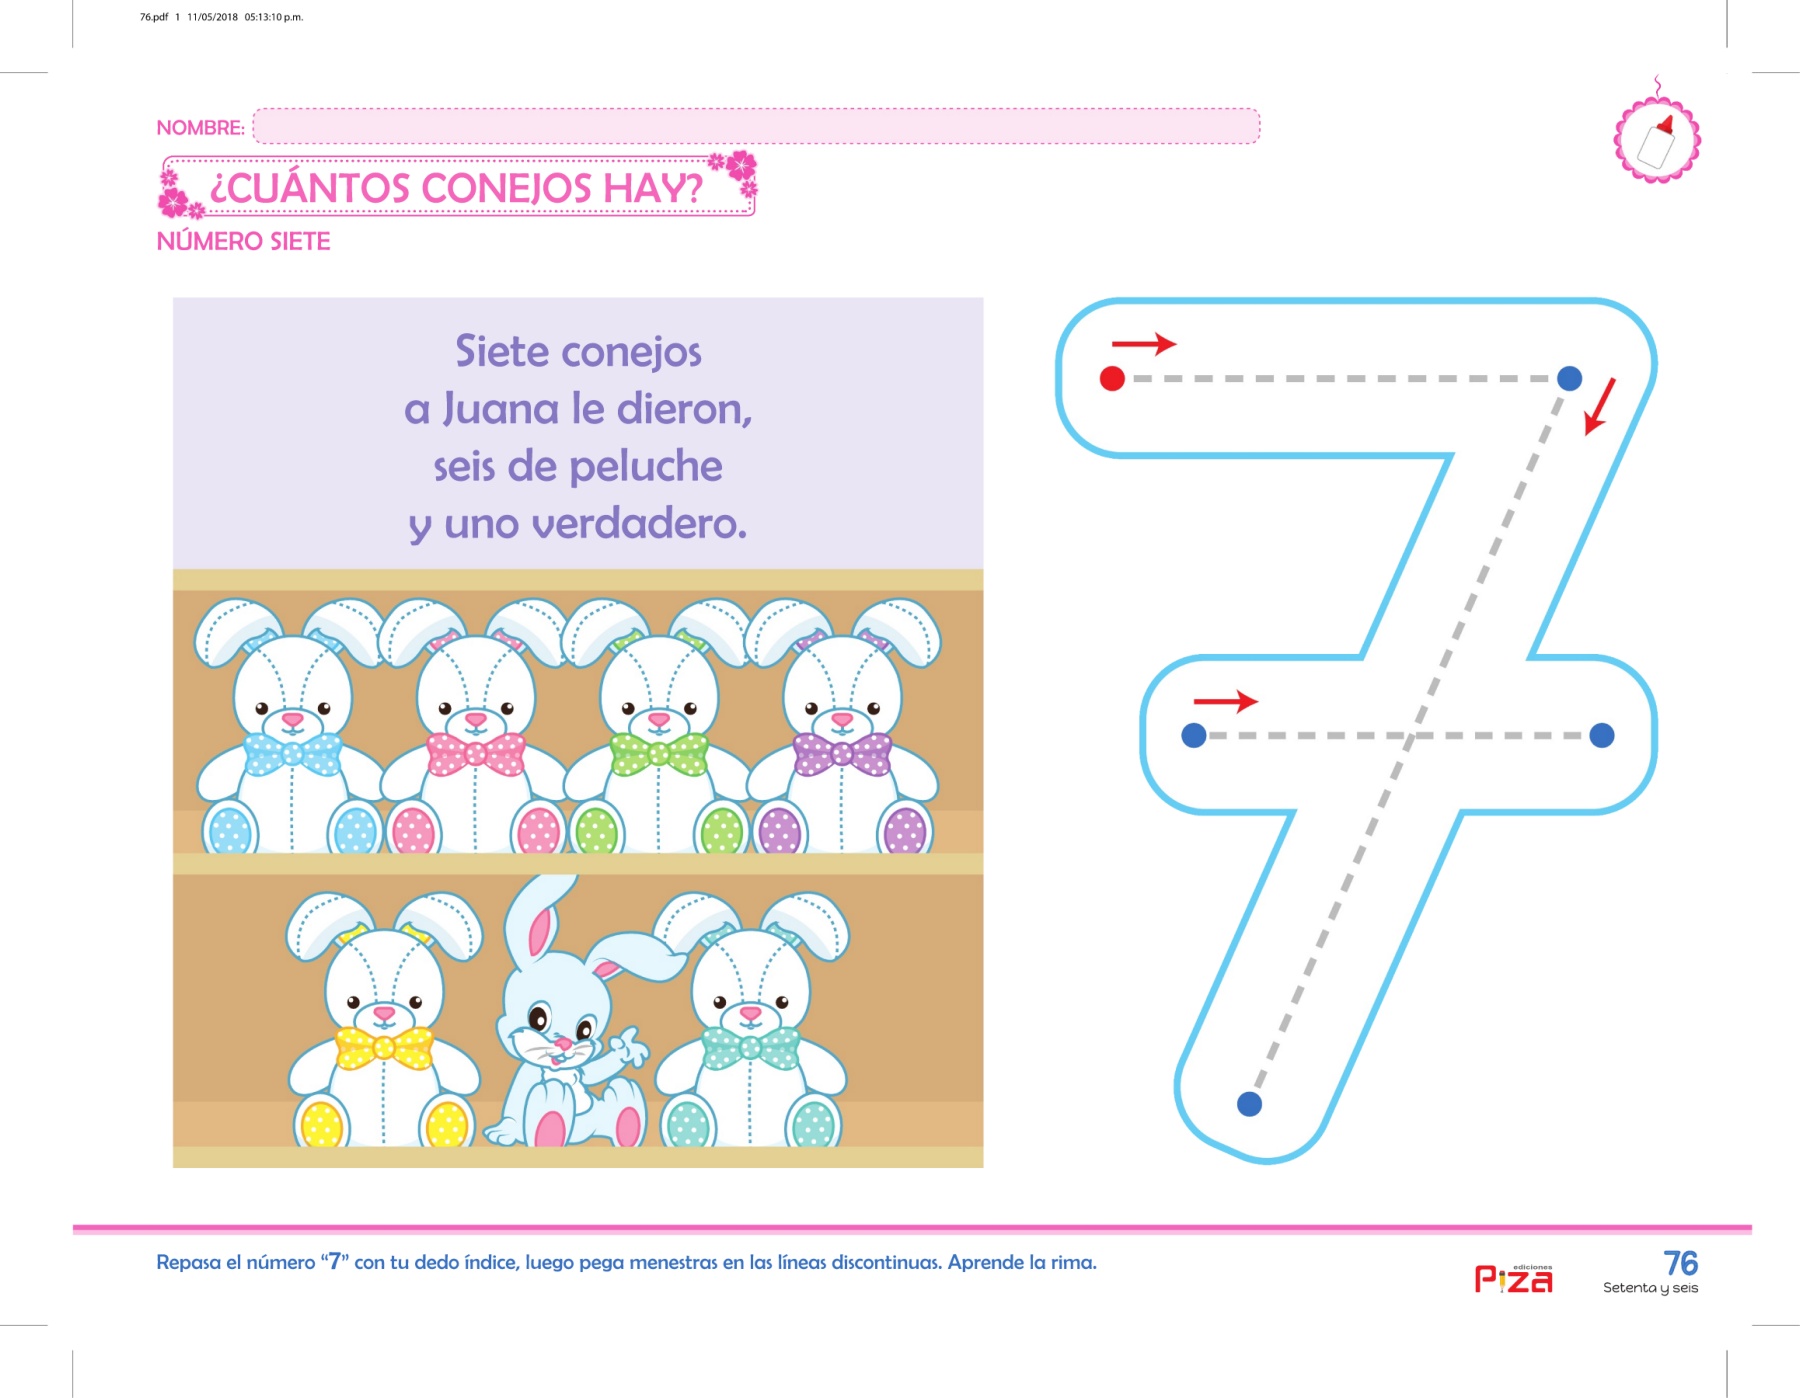 76.pdf 1 11/05/2018 05:13:10 p.m.
NOMBRE:
¿CUÁNTOS CONEJOS HAY?
NÚMERO SIETE
Siete conejos
a Juana le dieron,
seis de peluche
y uno verdadero.
7
Repasa el número “7” con tu dedo índice, luego pega menestras en las líneas discontinuas. Aprende la rima.
ediciones
Piza
76
Setenta y seis